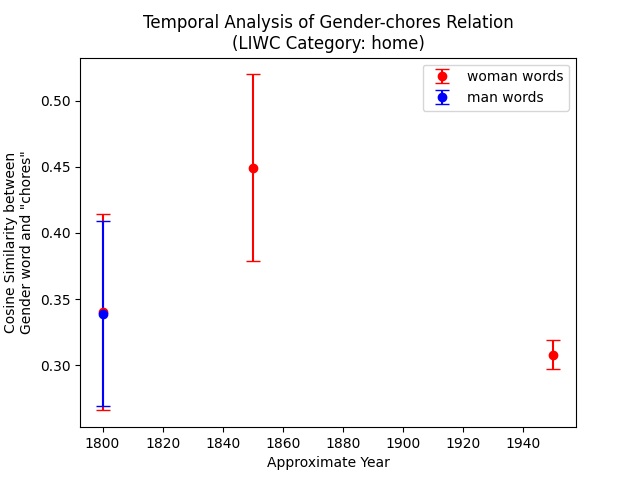 Temporal Analysis of Gender-chores Relation
(LIWC Category: home)
woman words
man words
Cosine Similarity between
Gender word and "chores"
0.50
0.45
0.40
0.35
0.30
1800
1820
1840
1860
1880
1900
1920
1940
Approximate Year